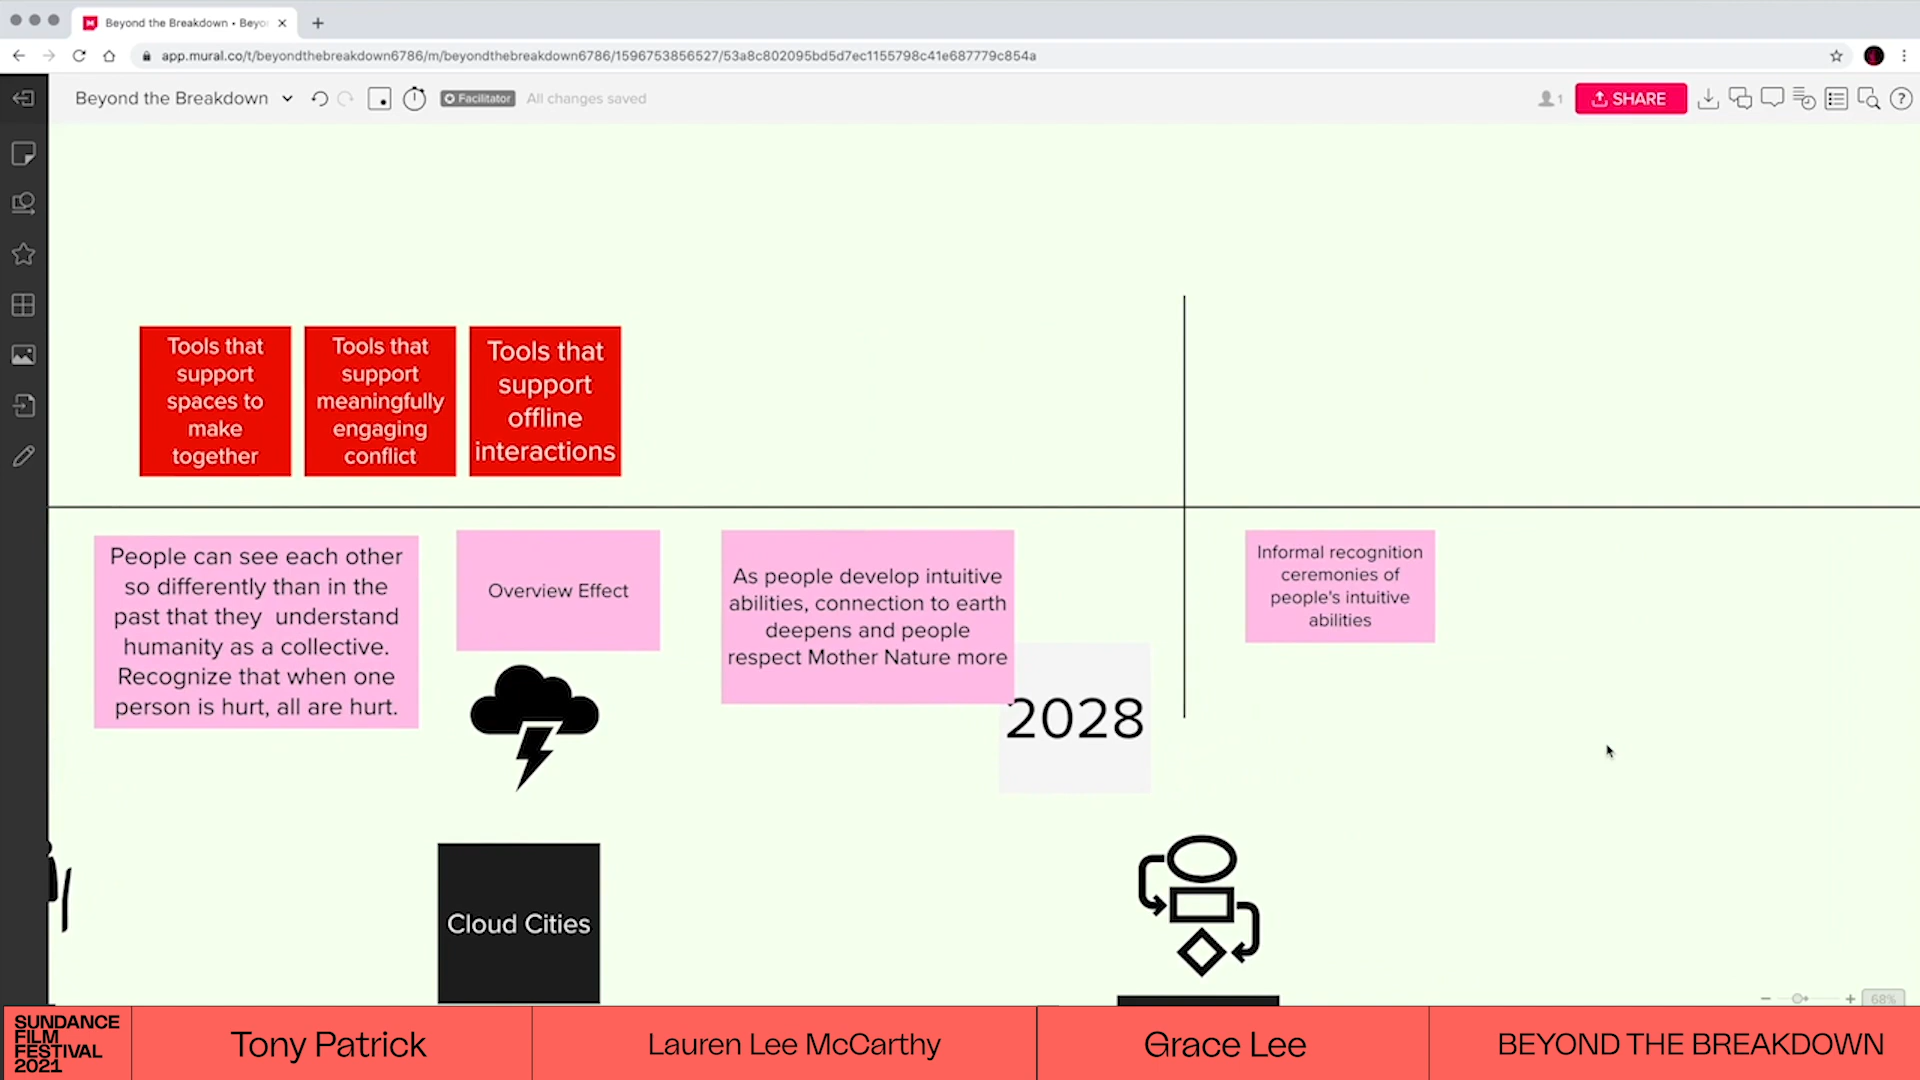 Beyond the Breakdown • Beyo
app.mural.co/t/beyondthebreakdown6786/m/beyondthebreakdown6786/1596753856527/53a8c802095bd5d7ec1155798c41e687779c854a
Beyond the Breakdown
Facilitator
All changes saved
1
SHARE
Tools that
support
spaces to
make
together
Tools that
support
meaningfully
engaging
conflict
Tools that
support
offline
interactions
People can see each other
so differently than in the
past that they understand
humanity as a collective.
Recognize that when one
person is hurt, all are hurt.
Overview Effect
As people develop intuitive
abilities, connection to earth
deepens and people
respect Mother Nature more
2028
Informal recognition
ceremonies of
people's intuitive
abilities
Cloud Cities
68%
SUNDANCE
FILM
FESTIVAL
2021
Tony Patrick
Lauren Lee McCarthy
Grace Lee
BEYOND THE BREAKDOWN